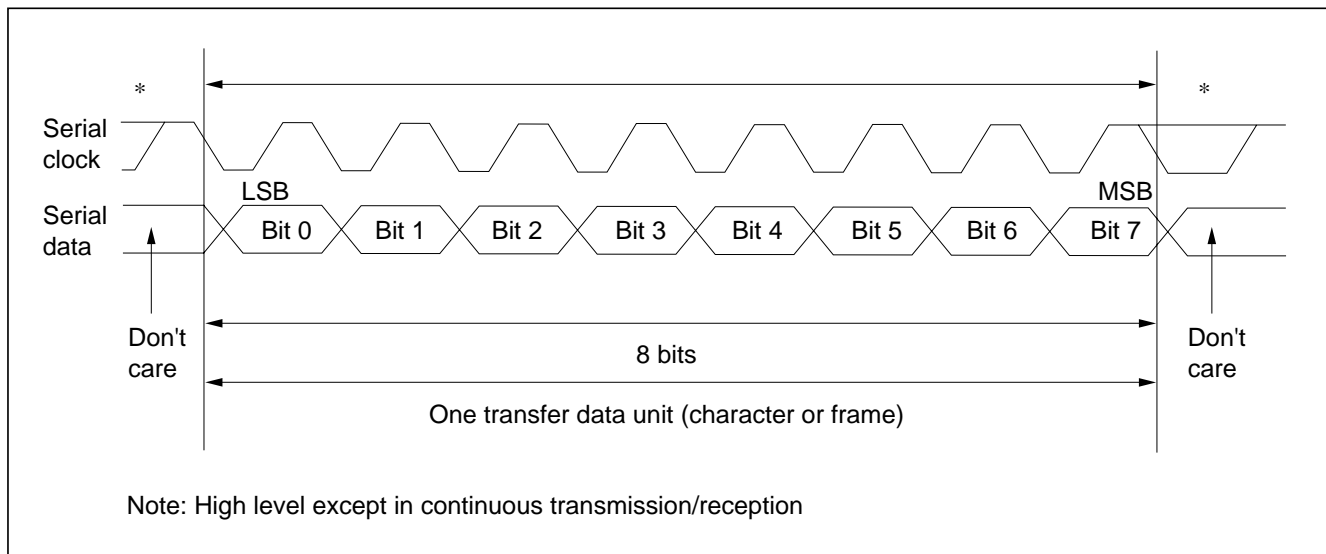 * *
Serial
clock
LSB MSB
Serial
data
Bit 0 Bit 1 Bit 2 Bit 3 Bit 4 Bit 5 Bit 6 Bit 7
Don't
care
8 bits
Don't
care
One transfer data unit (character or frame)
Note: High level except in continuous transmission/reception